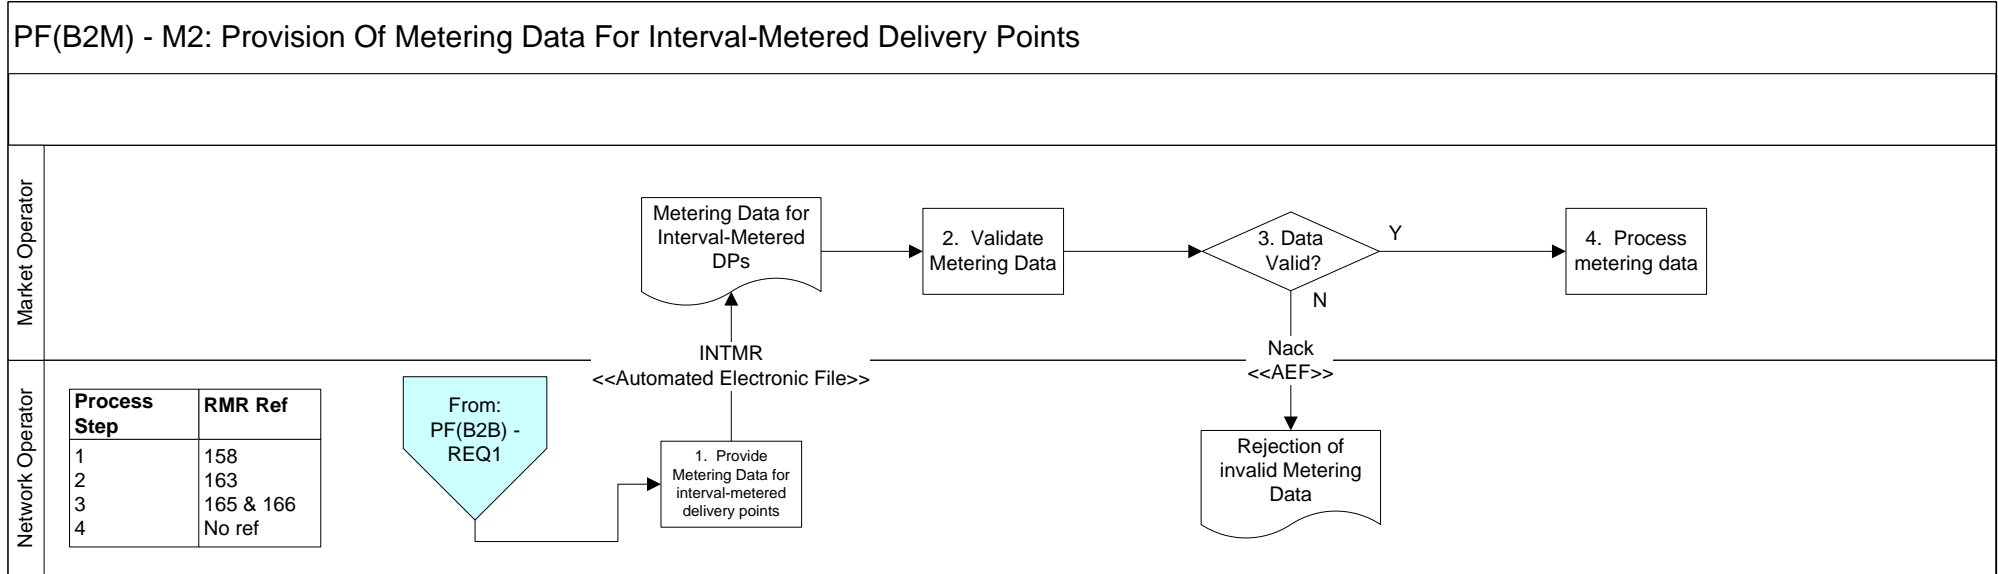 PF(B2M) - M2: Provision Of Metering Data For Interval-Metered Delivery Points
Market Operator
Metering Data for
Interval-Metered
DPs
2. Validate
Metering Data
3. Data
Valid?
Y
N
4. Process
metering data
INTMR
<<Automated Electronic File>>
Nack
<<AEF>>
Network Operator
Process
Step
RMR Ref
1 158
2 163
3 165 & 166
4 No ref
From:
PF(B2B) -
REQ1
1. Provide
Metering Data for
interval-metered
delivery points
Rejection of
invalid Metering
Data